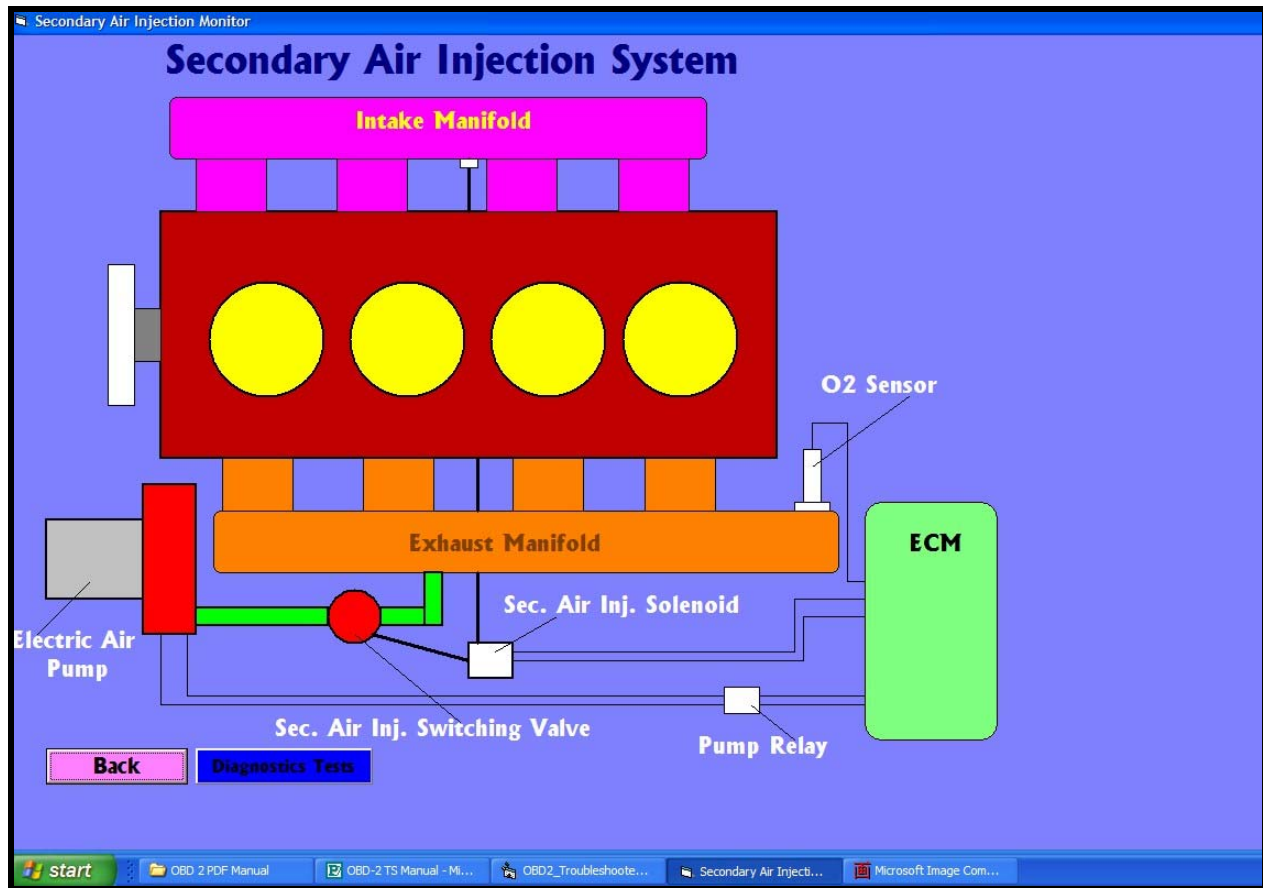 Secondary Air Injection Monitor
Secondary Air Injection System
Intake Manifold
O2 Sensor
Exhaust Manifold
ECM
Sec. Air Inj. Solenoid
Electric Air
Pump
Sec. Air Inj. Switching Valve
Pump Relay
Back
Diagnostics Tests
start
OBD 2 PDF Manual
OBD-2 TS Manual - Mi...
OBD2_Troubleshoote...
Secondary Air Injecti...
Microsoft Image Com...